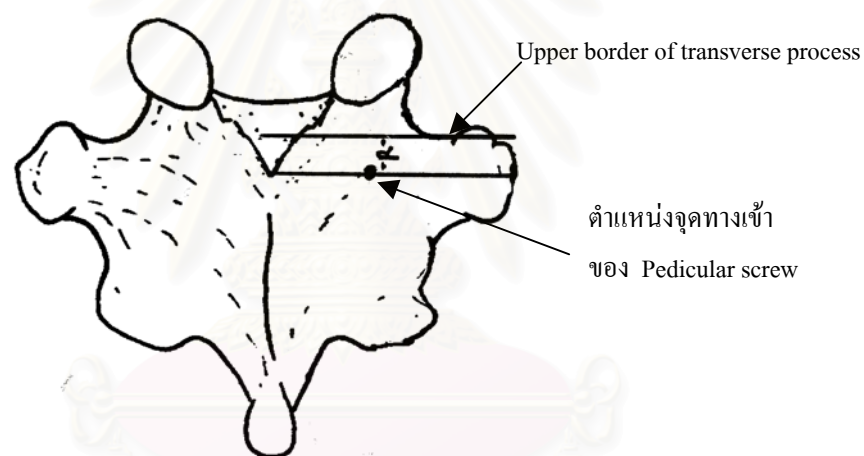 Upper border of transverse process
R
ตำแหน่งจุดทางเข้า
ของ Pedicular screw